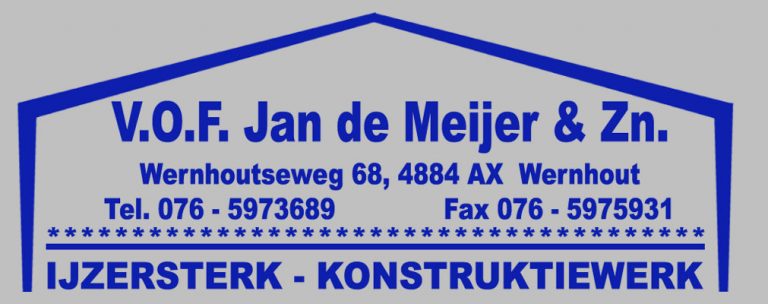 V.O.F. Jan de Meijer & Zn.
Wernhoutseweg 68, 4884 AX Wernhout
Tel. 076 - 5973689 Fax 076 - 5975931
****************************************************
IJZERSTERK - KONSTRUKTIEWERK